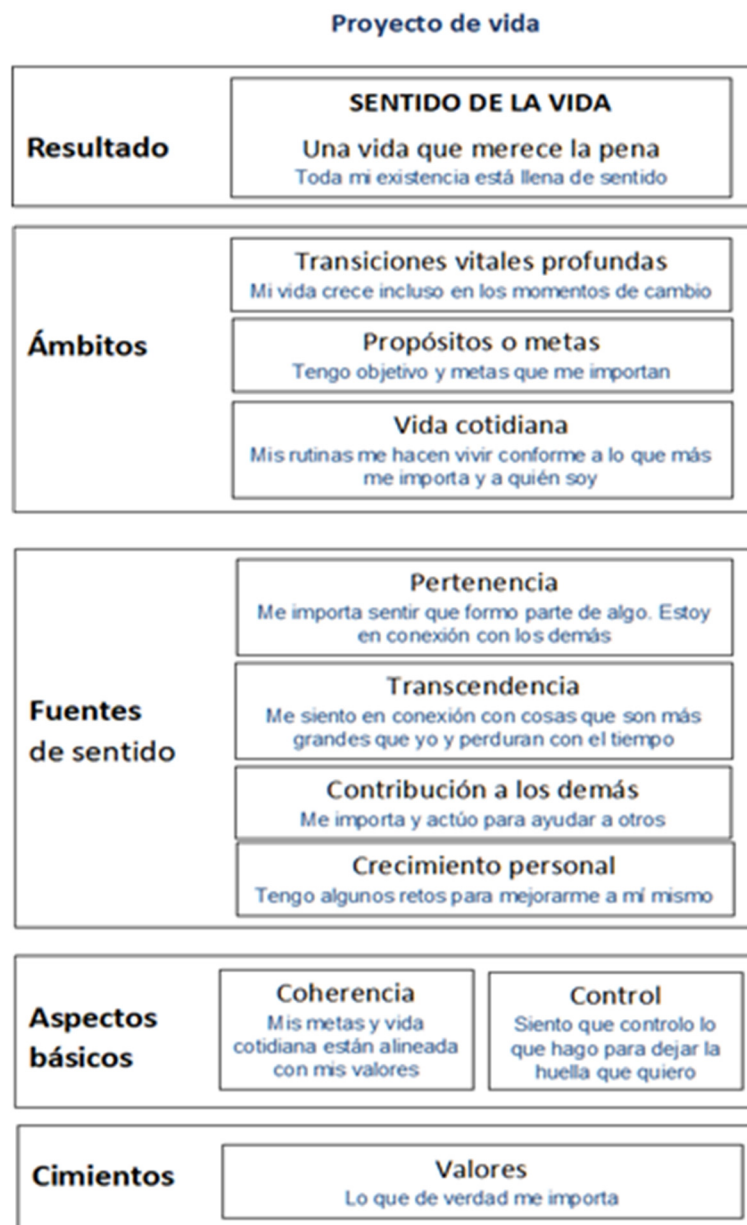 Proyecto de vida
Resultado
SENTIDO DE LA VIDA
Una vida que merece la pena
Toda mi existencia está llena de sentido
Ámbitos
Transiciones vitales profundas
Mi vida crece incluso en los momentos de cambio
Propósitos o metas
Tengo objetivo y metas que me importan
Vida cotidiana
Mis rutinas me hacen vivir conforme a lo que más
me importa y a quién soy
Fuentes
de sentido
Pertenencia
Me importa sentir que formo parte de algo. Estoy
en conexión con los demás
Transcendencia
Me siento en conexión con cosas que son más
grandes que yo y perduran con el tiempo
Contribución a los demás
Me importa y actúo para ayudar a otros
Crecimiento personal
Tengo algunos retos para mejorarme a mí mismo
Aspectos
básicos
Coherencia
Mis metas y vida
cotidiana están alineada
con mis valores
Control
Siento que controlo lo
que hago para dejar la
huella que quiero
Cimientos
Valores
Lo que de verdad me importa